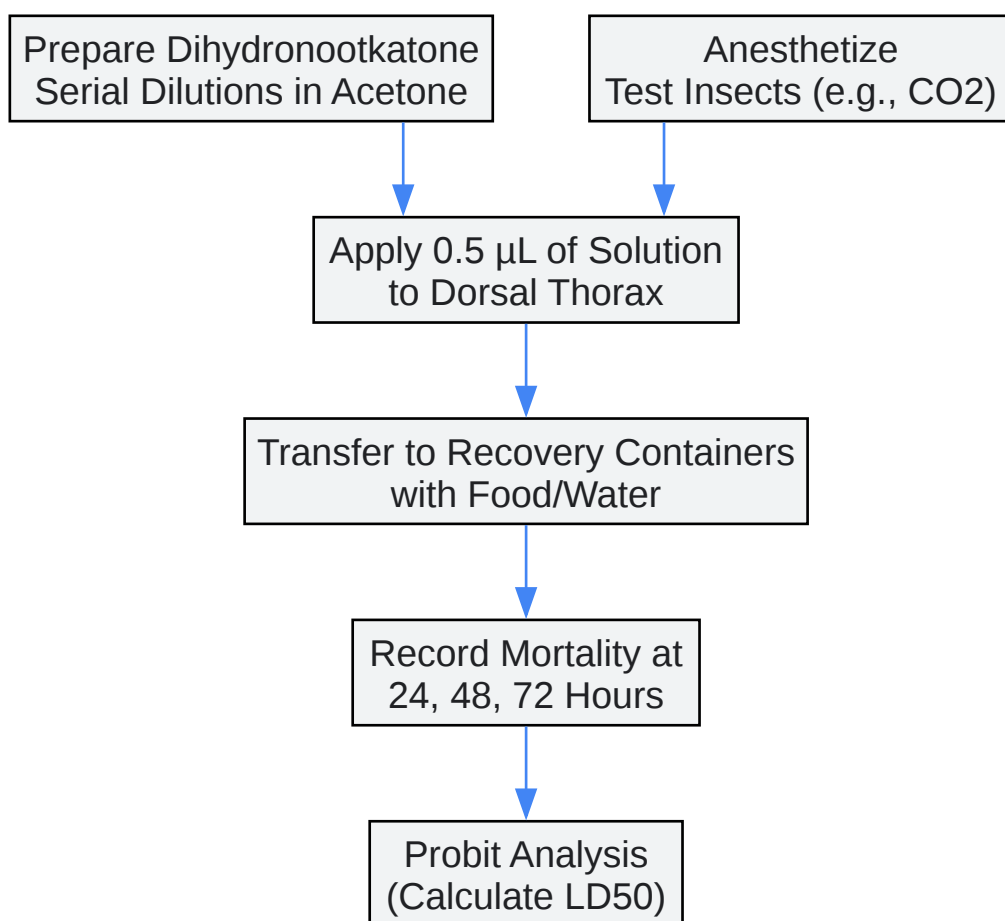 Prepare Dihydronootkatone
Serial Dilutions in Acetone
Anesthetize
Test Insects (e.g., CO2)
Apply 0.5 µL of Solution
to Dorsal Thorax
Transfer to Recovery Containers
with Food/Water
Record Mortality at
24, 48, 72 Hours
Probit Analysis
(Calculate LD50)